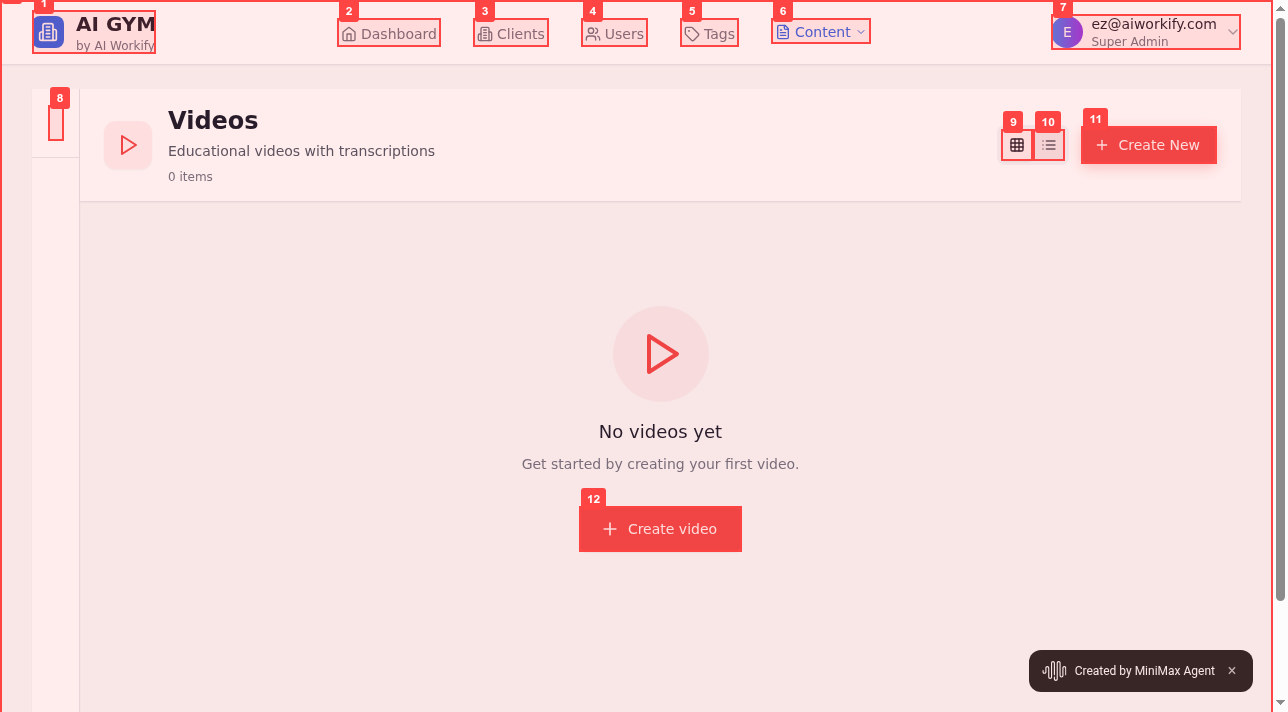 1
AI GYM
by AI Workify
2
Dashboard
3
Clients
4
Users
5
Tags
6
Content
7
E
ez@aiworkify.com
Super Admin
8
Videos
Educational videos with transcriptions
0 items
9
10
11
Create New
No videos yet
Get started by creating your first video.
12
Create video
Created by MiniMax Agent